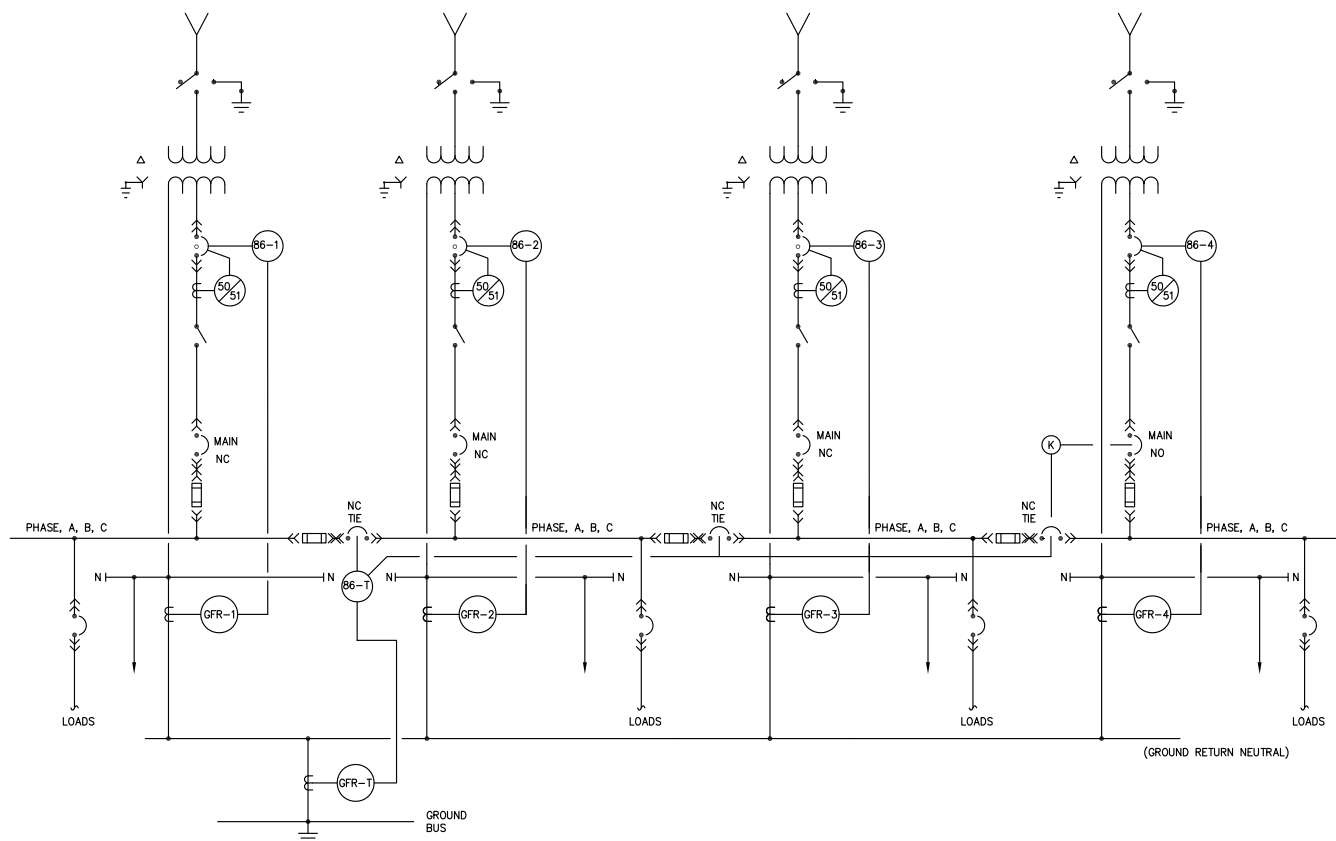 Δ
Δ
Δ
Δ
86-1
86-2
86-3
86-4
50/51
50/51
50/51
50/51
MAIN
NC
MAIN
NC
MAIN
NC
K
MAIN
NO
PHASE, A, B, C
NC
TIE
PHASE, A, B, C
NC
TIE
PHASE, A, B, C
NC
TIE
PHASE, A, B, C
N
N
86-T
N
N
N
N
N
N
GFR-1
GFR-2
GFR-3
GFR-4
LOADS
LOADS
LOADS
LOADS
(GROUND RETURN NEUTRAL)
GFR-T
GROUND
BUS